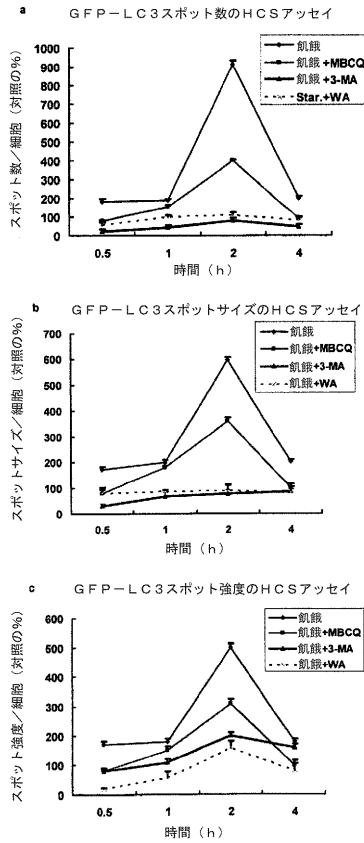 a
GFP-LC3スポット数のHCSアッセイ
スポット数/細胞(対照の%)
1000
900
800
700
600
500
400
300
200
100
0
飢餓
飢餓+MBCQ
飢餓+3-MA
Star.+WA
0.5 1 2 4
時間(h)
b
GFP-LC3スポットサイズのHCSアッセイ
スポットサイズ/細胞(対照の%)
700
600
500
400
300
200
100
0
飢餓
飢餓+MBCQ
飢餓+3-MA
飢餓+WA
0.5 1 2 4
時間(h)
c
GFP-LC3スポット強度のHCSアッセイ
スポット強度/細胞(対照の%)
600
500
400
300
200
100
0
飢餓
飢餓+MBCQ
飢餓+3-MA
飢餓+WA
0.5 1 2 4
時間(h)